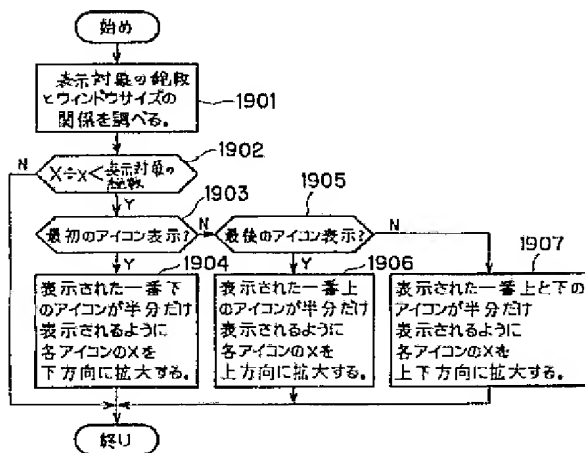 始め
表示対象の総数
とウィンドウサイズの
関係を調べる。
1901
1902
N
X÷x<表示対象の
総数
Y
1903
1905
最初のアイコン表示?
N
最後のアイコン表示?
N
Y
1904
Y
1906
1907
表示された一番下
のアイコンが半分だけ
表示されるように
各アイコンのxを
下方向に拡大する。
表示された一番上
のアイコンが半分だけ
表示されるように
各アイコンのxを
上方向に拡大する。
表示された一番上と下の
アイコンが半分だけ
表示されるように
各アイコンのxを
上下方向に拡大する。
終り